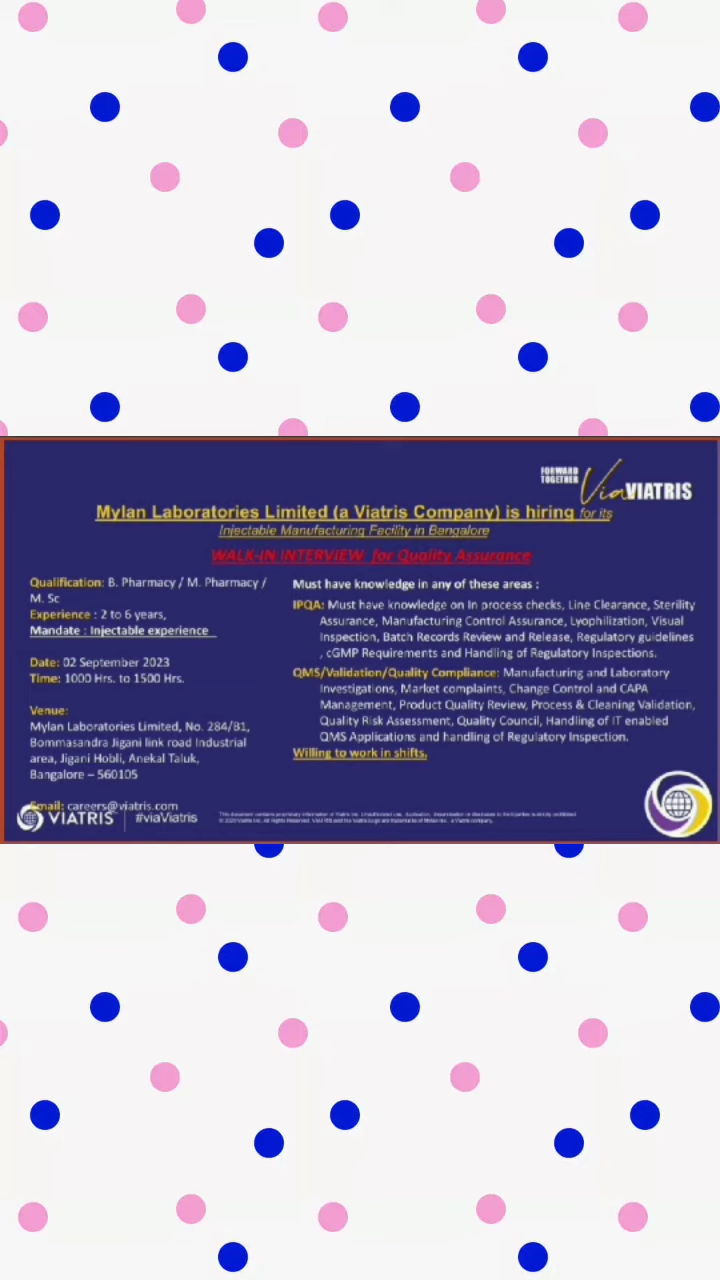 FORWARD
TOGETHER
Via VIATRIS
Mylan Laboratories Limited (a Viatris Company) is hiring for its
Injectable Manufacturing Facility in Bangalore
WALK-IN INTERVIEW for Quality Assurance
Qualification: B. Pharmacy / M. Pharmacy /
M. Sc
Experience : 2 to 6 years,
Mandate : Injectable experience
Date: 02 September 2023
Time: 1000 Hrs. to 1500 Hrs.
Venue:
Mylan Laboratories Limited, No. 284/B1,
Bommasandra Jigani link road Industrial
area, Jigani Hobli, Anekal Taluk,
Bangalore – 560105
Email: careers@viatris.com
Must have knowledge in any of these areas :
IPQA: Must have knowledge on In process checks, Line Clearance, Sterility
Assurance, Manufacturing Control Assurance, Lyophilization, Visual
Inspection, Batch Records Review and Release, Regulatory guidelines
, cGMP Requirements and Handling of Regulatory Inspections.
QMS/Validation/Quality Compliance: Manufacturing and Laboratory
Investigations, Market complaints, Change Control and CAPA
Management, Product Quality Review, Process & Cleaning Validation,
Quality Risk Assessment, Quality Council, Handling of IT enabled
QMS Applications and handling of Regulatory Inspection.
Willing to work in shifts.
VIATRIS
#viaViatris